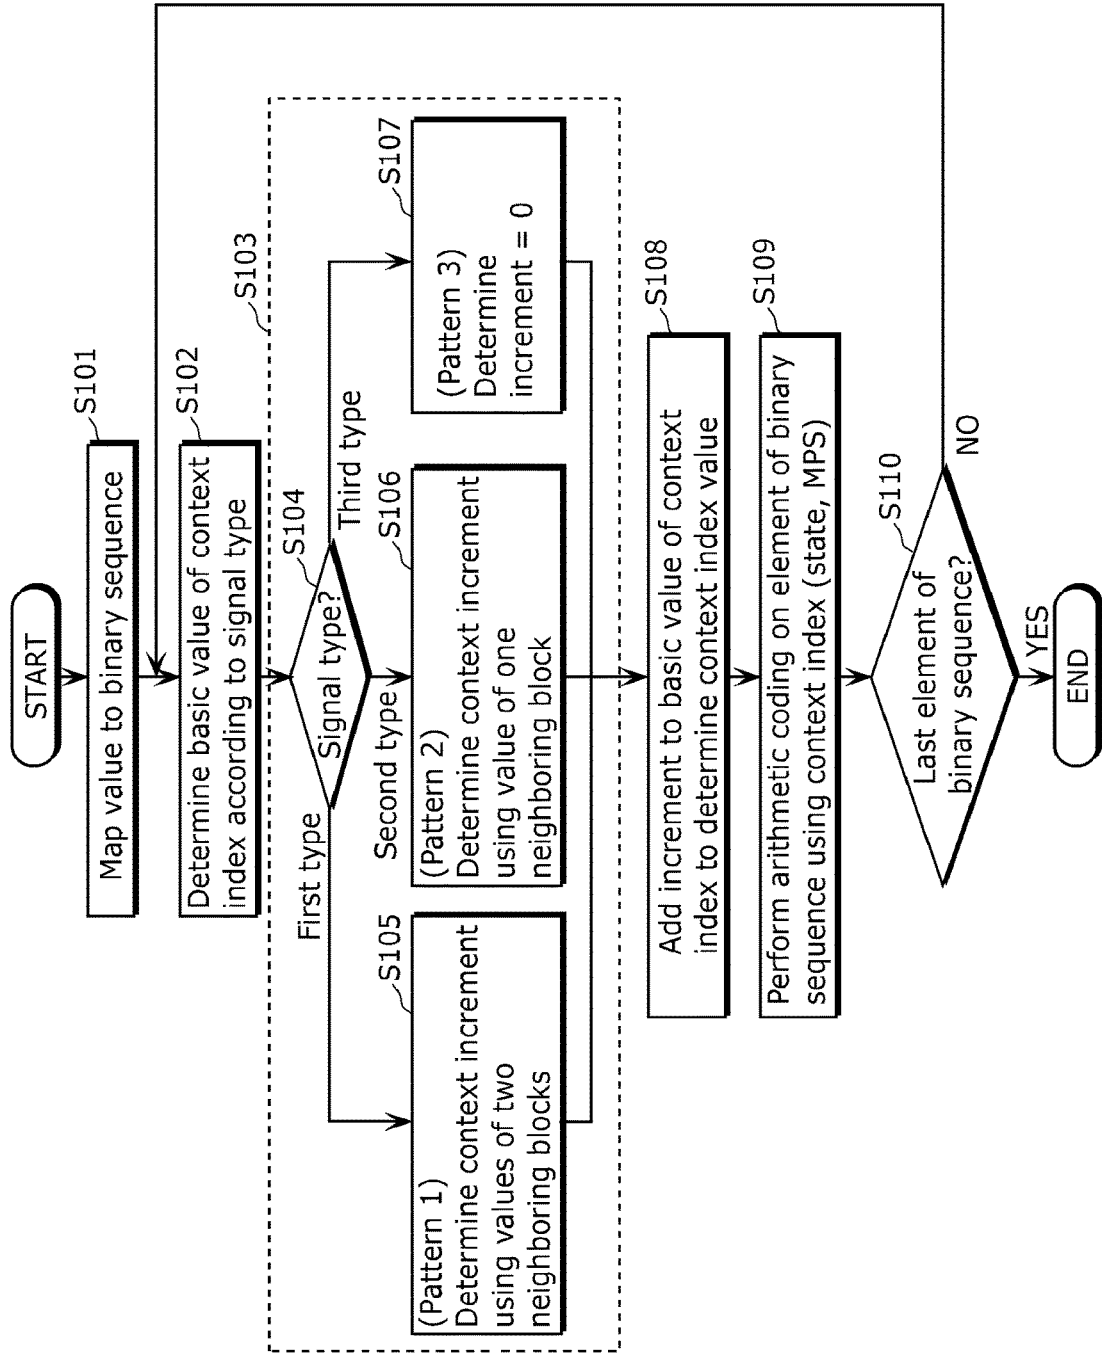 START
S101
Map value to binary sequence
S102
Determine basic value of context
index according to signal type
S103
S104
Signal type?
First type
Second type
Third type
S105
(Pattern 1)
Determine context increment
using values of two
neighboring blocks
S106
(Pattern 2)
Determine context increment
using value of one
neighboring block
S107
(Pattern 3)
Determine
increment = 0
S108
Add increment to basic value of context
index to determine context index value
S109
Perform arithmetic coding on element of binary
sequence using context index (state, MPS)
S110
Last element of
binary sequence?
NO
YES
END